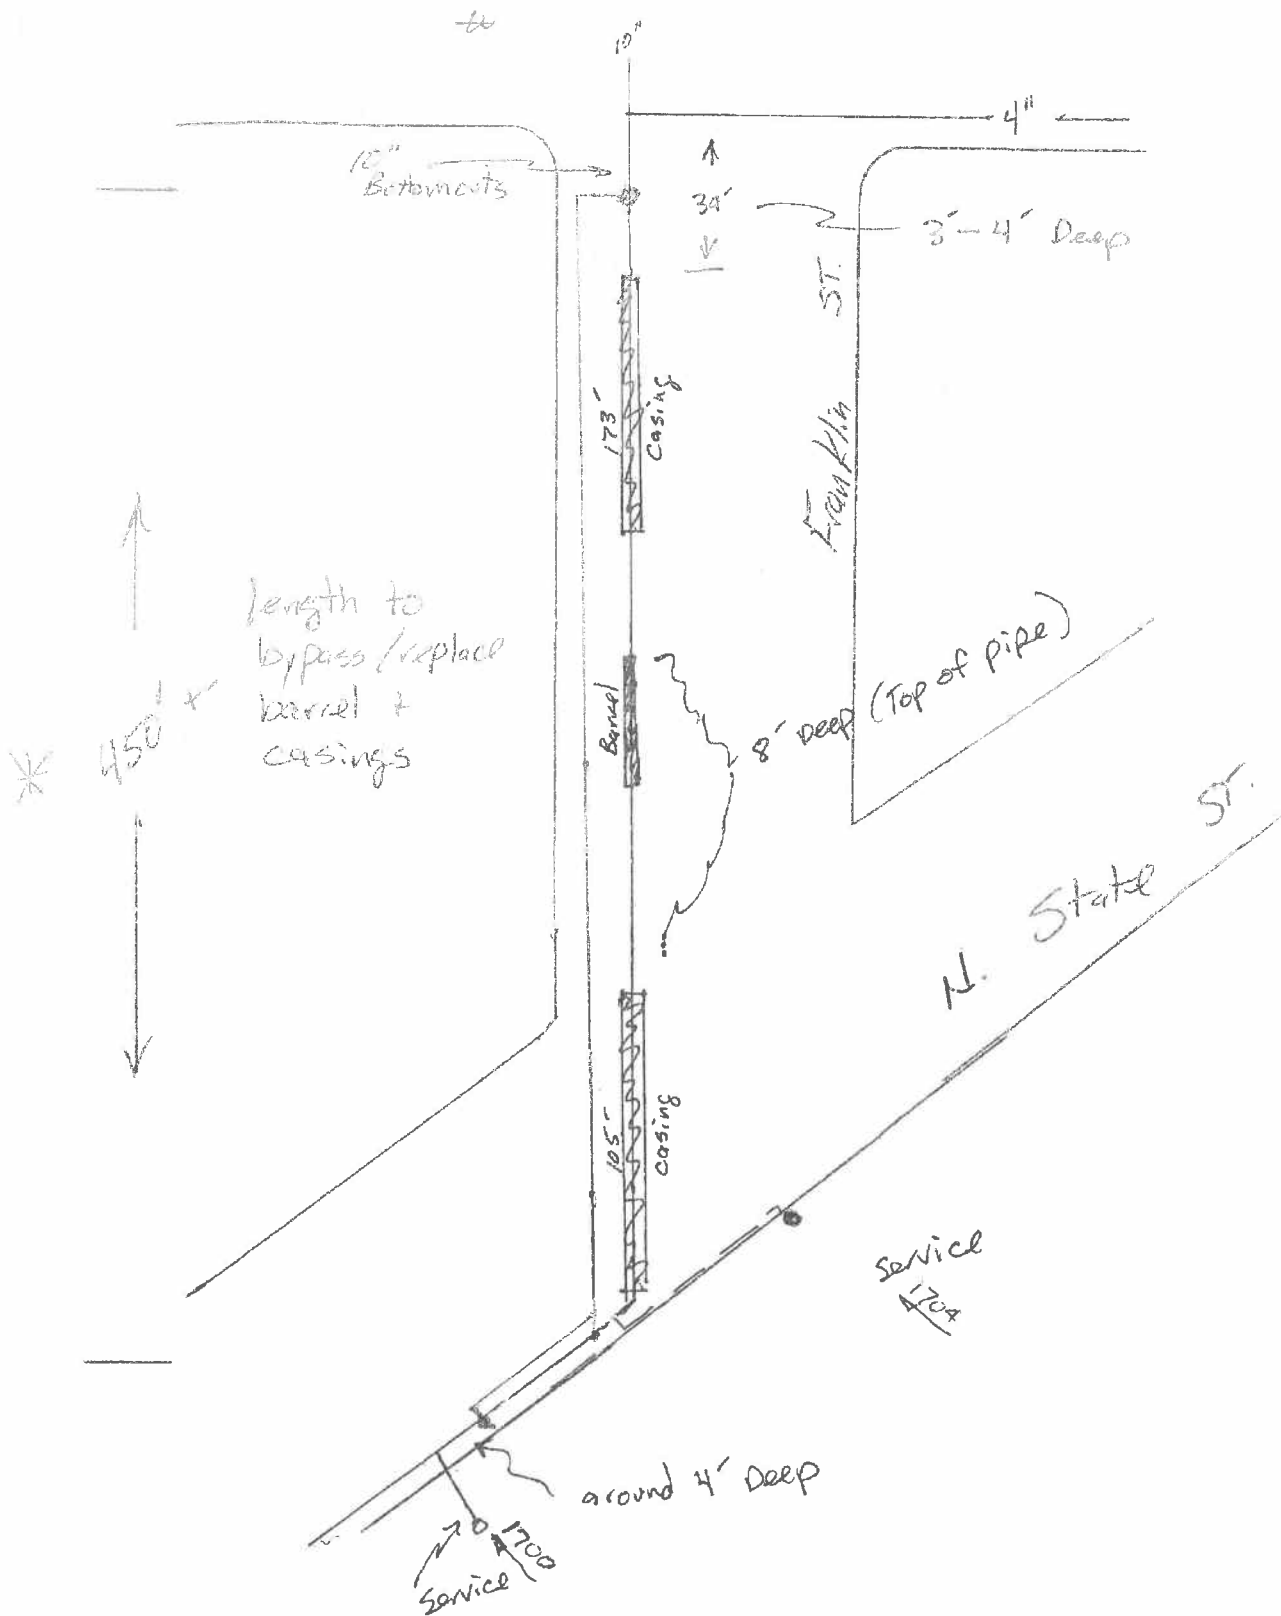 10"
4"
10"
Bottomouts
34'
3'-4' Deep
ST.
Franklin
173'
Casing
length to
bypass/replace
barrel +
casings
* 450'
Barrel
8' Deep (Top of pipe)
N. State ST.
105'
casing
Service
1704
around 4' Deep
1700
Service